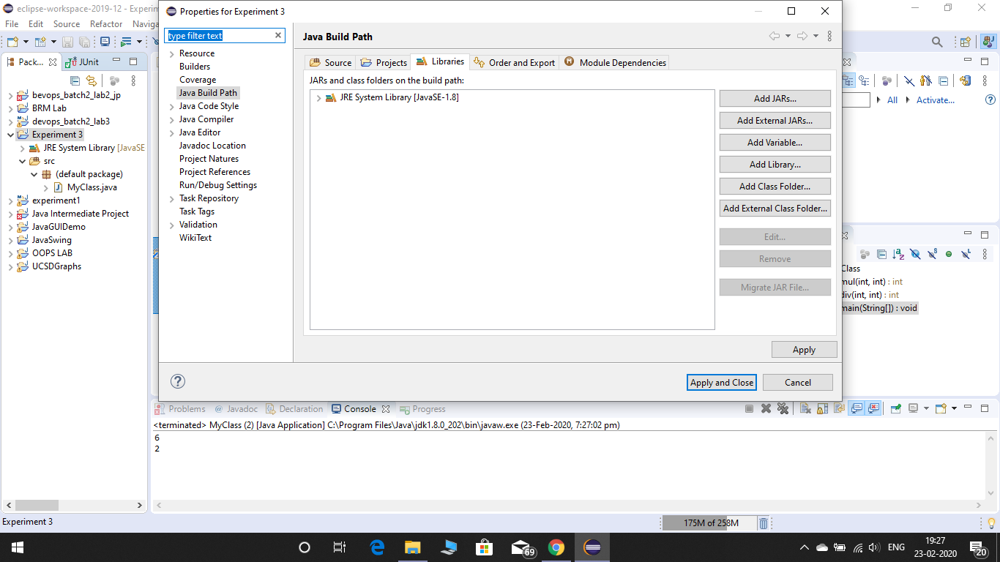 eclipse-workspace-2019-12 - Experim
Properties for Experiment 3
File Edit Source Refactor Naviga
type filter text
Java Build Path
Pack...
JUnit
Resource
Builders
Coverage
Java Build Path
Java Code Style
Java Compiler
Java Editor
Javadoc Location
Project Natures
Project References
Run/Debug Settings
Task Repository
Task Tags
Validation
WikiText
Source Projects Libraries Order and Export Module Dependencies
JARs and class folders on the build path:
JRE System Library [JavaSE-1.8]
Add JARs...
Add External JARs...
Add Variable...
Add Library...
Add Class Folder...
Add External Class Folder...
Edit...
Remove
Migrate JAR File...
Apply
Apply and Close
Cancel
bevops_batch2_lab2_jp
BRM Lab
devops_batch2_lab3
Experiment 3
JRE System Library [JavaSE
src
(default package)
MyClass.java
experiment1
Java Intermediate Project
JavaGUIDemo
JavaSwing
OOPS LAB
UCSDGraphs
All
Activate...
Class
mul(int, int) : int
div(int, int) : int
main(String[]) : void
Problems @ Javadoc Declaration Console Progress
<terminated> MyClass (2) [Java Application] C:\Program Files\Java\jdk1.8.0_202\bin\javaw.exe (23-Feb-2020, 7:27:02 pm)
6
2
Experiment 3
175M of 258M
69
ENG
19:27
23-02-2020
20